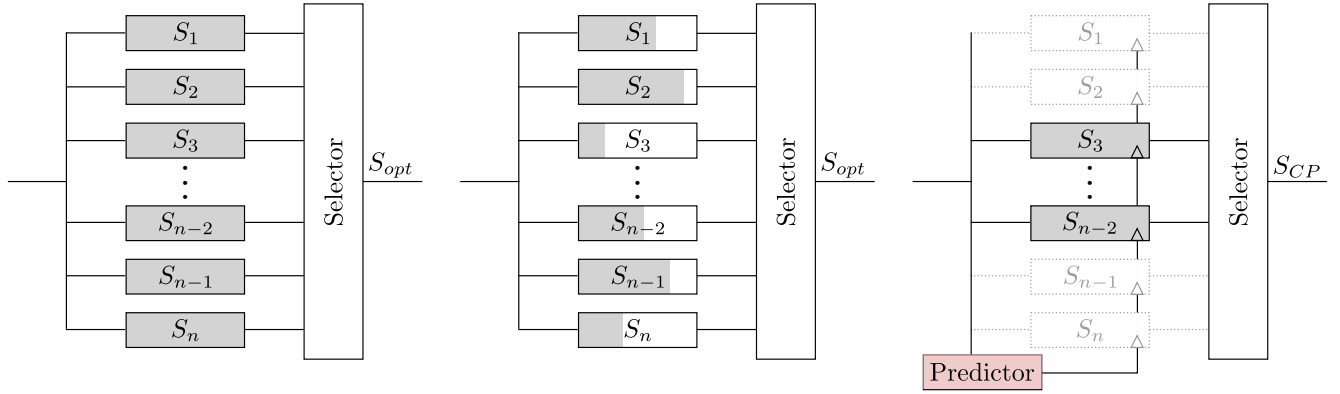 S_1
S_2
S_3
⋮
S_{n-2}
S_{n-1}
S_n
Selector
S_{opt}
S_1
S_2
S_3
⋮
S_{n-2}
S_{n-1}
S_n
Selector
S_{opt}
S_1
S_2
S_3
⋮
S_{n-2}
S_{n-1}
S_n
Predictor
Selector
S_{CP}